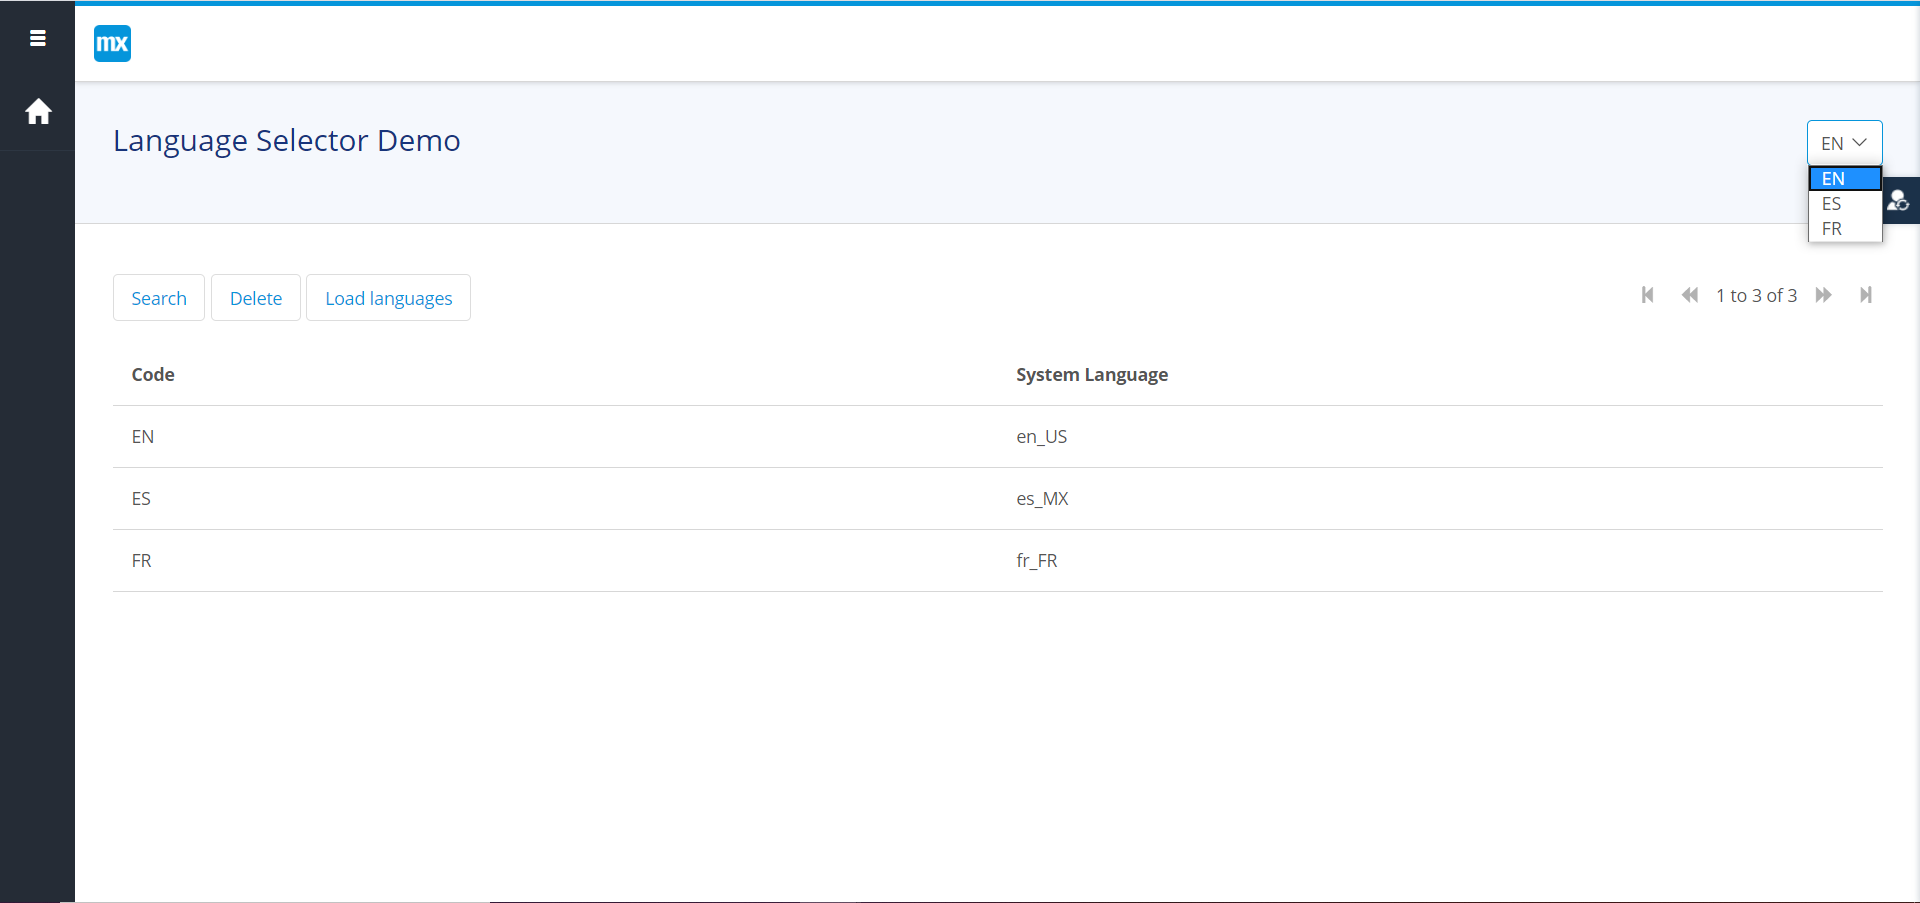 mx
Language Selector Demo
EN
EN
ES
FR
Search Delete Load languages
1 to 3 of 3
Code System Language
EN en_US
ES es_MX
FR fr_FR